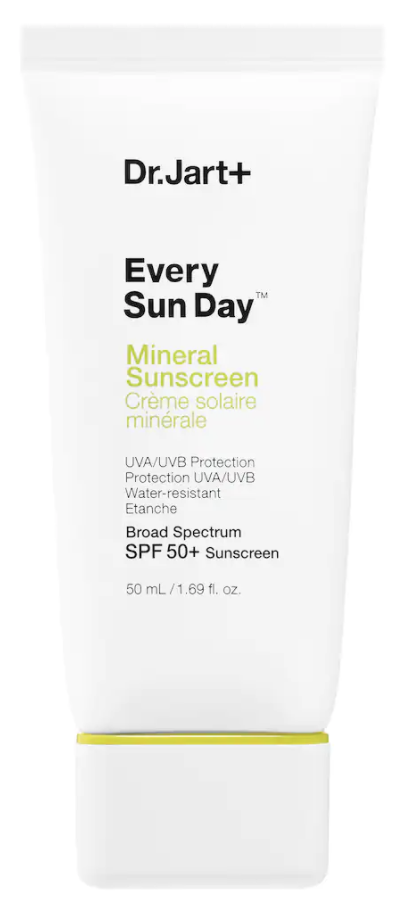 Dr.Jart+
Every
Sun Day™
Mineral
Sunscreen
Crème solaire
minérale
UVA/UVB Protection
Protection UVA/UVB
Water-resistant
Etanche
Broad Spectrum
SPF 50+ Sunscreen
50 mL / 1.69 fl. oz.